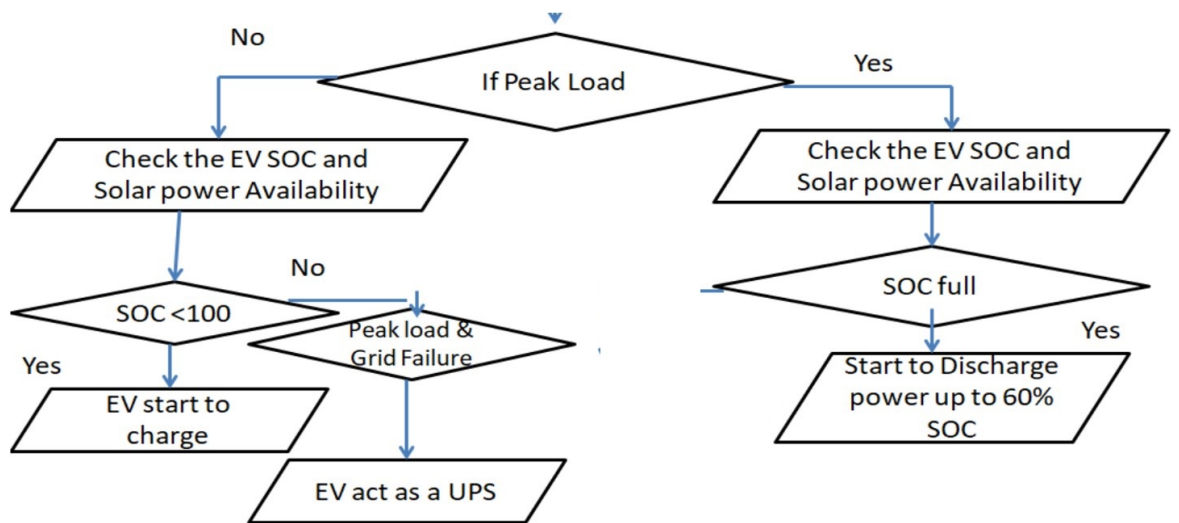 No
If Peak Load
Yes
Check the EV SOC and
Solar power Availability
Check the EV SOC and
Solar power Availability
No
SOC <100
SOC full
Peak load &
Grid Failure
Yes
Yes
EV start to
charge
Start to Discharge
power up to 60%
SOC
EV act as a UPS